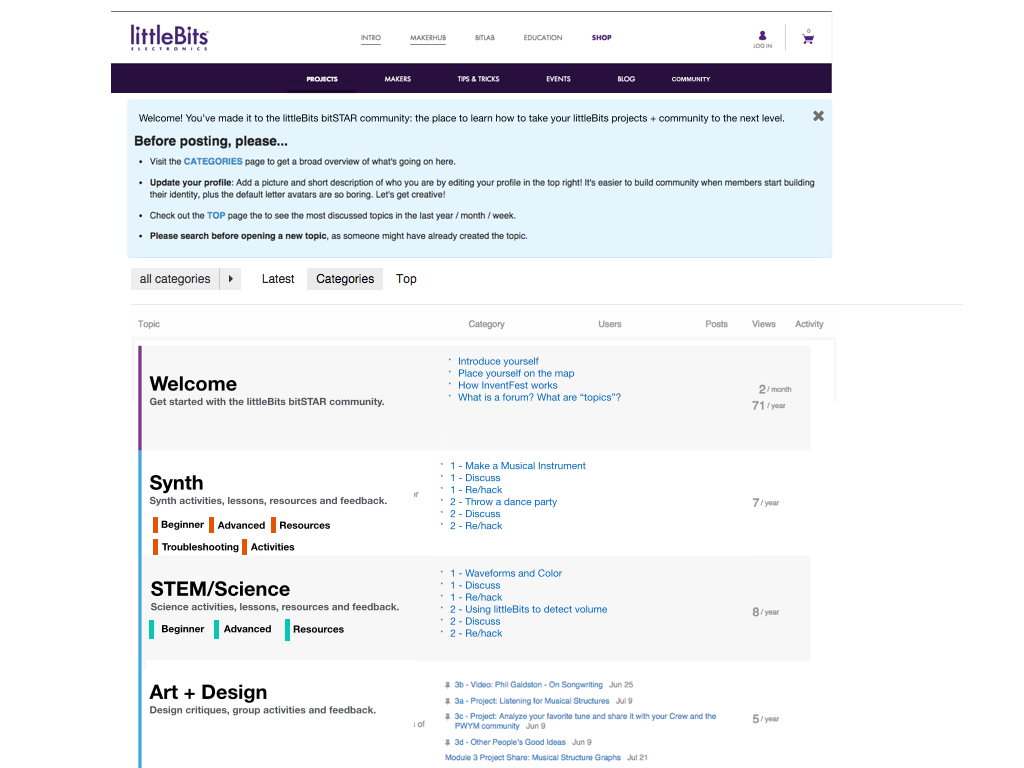 littleBits
ELECTRONICS
INTRO MAKERHUB BITLAB EDUCATION SHOP
LOG IN
0
PROJECTS MAKERS TIPS & TRICKS EVENTS BLOG COMMUNITY
Welcome! You've made it to the littleBits bitSTAR community: the place to learn how to take your littleBits projects + community to the next level.
Before posting, please...
• Visit the CATEGORIES page to get a broad overview of what's going on here.
• Update your profile: Add a picture and short description of who you are by editing your profile in the top right! It's easier to build community when members start building
their identity, plus the default letter avatars are so boring. Let's get creative!
• Check out the TOP page the to see the most discussed topics in the last year / month / week.
• Please search before opening a new topic, as someone might have already created the topic.
all categories Latest Categories Top
Topic Category Users Posts Views Activity
Welcome
Get started with the littleBits bitSTAR community.
Introduce yourself
Place yourself on the map
How InventFest works
What is a forum? What are “topics”?
2 / month
71 / year
Synth
Synth activities, lessons, resources and feedback.
Beginner Advanced Resources
Troubleshooting Activities
or
1 - Make a Musical Instrument
1 - Discuss
1 - Re/hack
2 - Throw a dance party
2 - Discuss
2 - Re/hack
7 / year
STEM/Science
Science activities, lessons, resources and feedback.
Beginner Advanced Resources
1 - Waveforms and Color
1 - Discuss
1 - Re/hack
2 - Using littleBits to detect volume
2 - Discuss
2 - Re/hack
8 / year
Art + Design
Design critiques, group activities and feedback.
of
3b - Video: Phil Galdston - On Songwriting Jun 25
3a - Project: Listening for Musical Structures Jul 9
3c - Project: Analyze your favorite tune and share it with your Crew and the
PWYM community Jun 9
3d - Other People's Good Ideas Jun 9
Module 3 Project Share: Musical Structure Graphs Jul 21
5 / year